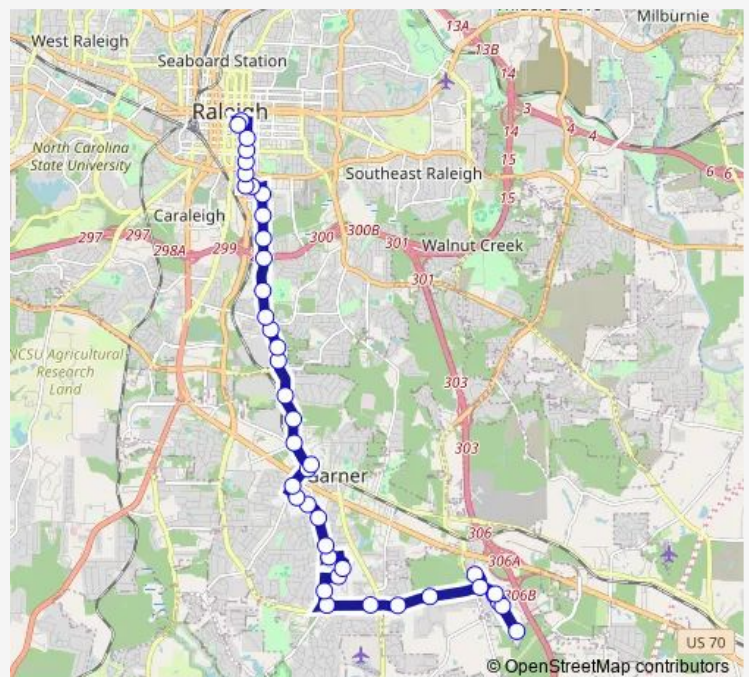 13A
Milburnie
West Raleigh
13B
Seaboard Station
14
Raleigh
3
4
4
14
North Carolina
State University
15
6
6
Southeast Raleigh
15
Caraleigh
297
297
298A
299
300
300B
301
Walnut Creek
301
NCSU Agricultural
Research
Land
303
303
Garner
306
306A
306B
US 70
© OpenStreetMap contributors